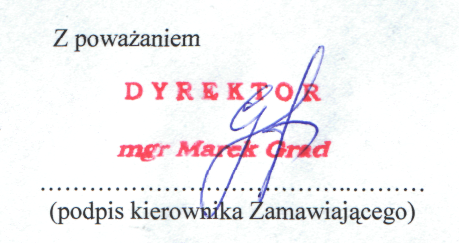 Z poważaniem
DYREKTOR
mgr Marek Grad
...........................................................
(podpis kierownika Zamawiającego)